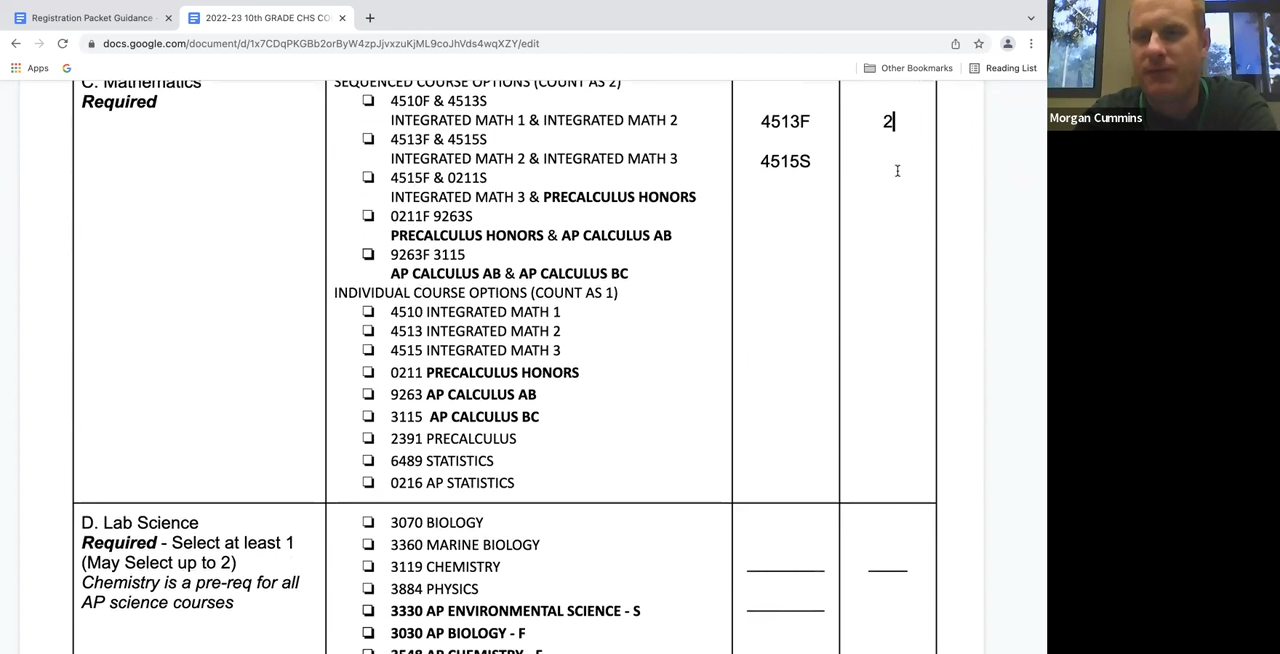 Registration Packet Guidance -
2022-23 10th GRADE CHS CO
docs.google.com/document/d/1x7CDqPKGBb2orByW4zpJjvxzuKjML9coJhVds4wqXZY/edit
Apps
Other Bookmarks
Reading List
Morgan Cummins
C. Mathematics
Required
SEQUENCED COURSE OPTIONS (COUNT AS 2)
4510F & 4513S
INTEGRATED MATH 1 & INTEGRATED MATH 2
4513F & 4515S
INTEGRATED MATH 2 & INTEGRATED MATH 3
4515F & 0211S
INTEGRATED MATH 3 & PRECALCULUS HONORS
0211F 9263S
PRECALCULUS HONORS & AP CALCULUS AB
9263F 3115
AP CALCULUS AB & AP CALCULUS BC
INDIVIDUAL COURSE OPTIONS (COUNT AS 1)
4510 INTEGRATED MATH 1
4513 INTEGRATED MATH 2
4515 INTEGRATED MATH 3
0211 PRECALCULUS HONORS
9263 AP CALCULUS AB
3115 AP CALCULUS BC
2391 PRECALCULUS
6489 STATISTICS
0216 AP STATISTICS
4513F
2
4515S
D. Lab Science
Required - Select at least 1
(May Select up to 2)
Chemistry is a pre-req for all
AP science courses
3070 BIOLOGY
3360 MARINE BIOLOGY
3119 CHEMISTRY
3884 PHYSICS
3330 AP ENVIRONMENTAL SCIENCE - S
3030 AP BIOLOGY - F
3548 AP CHEMISTRY - F